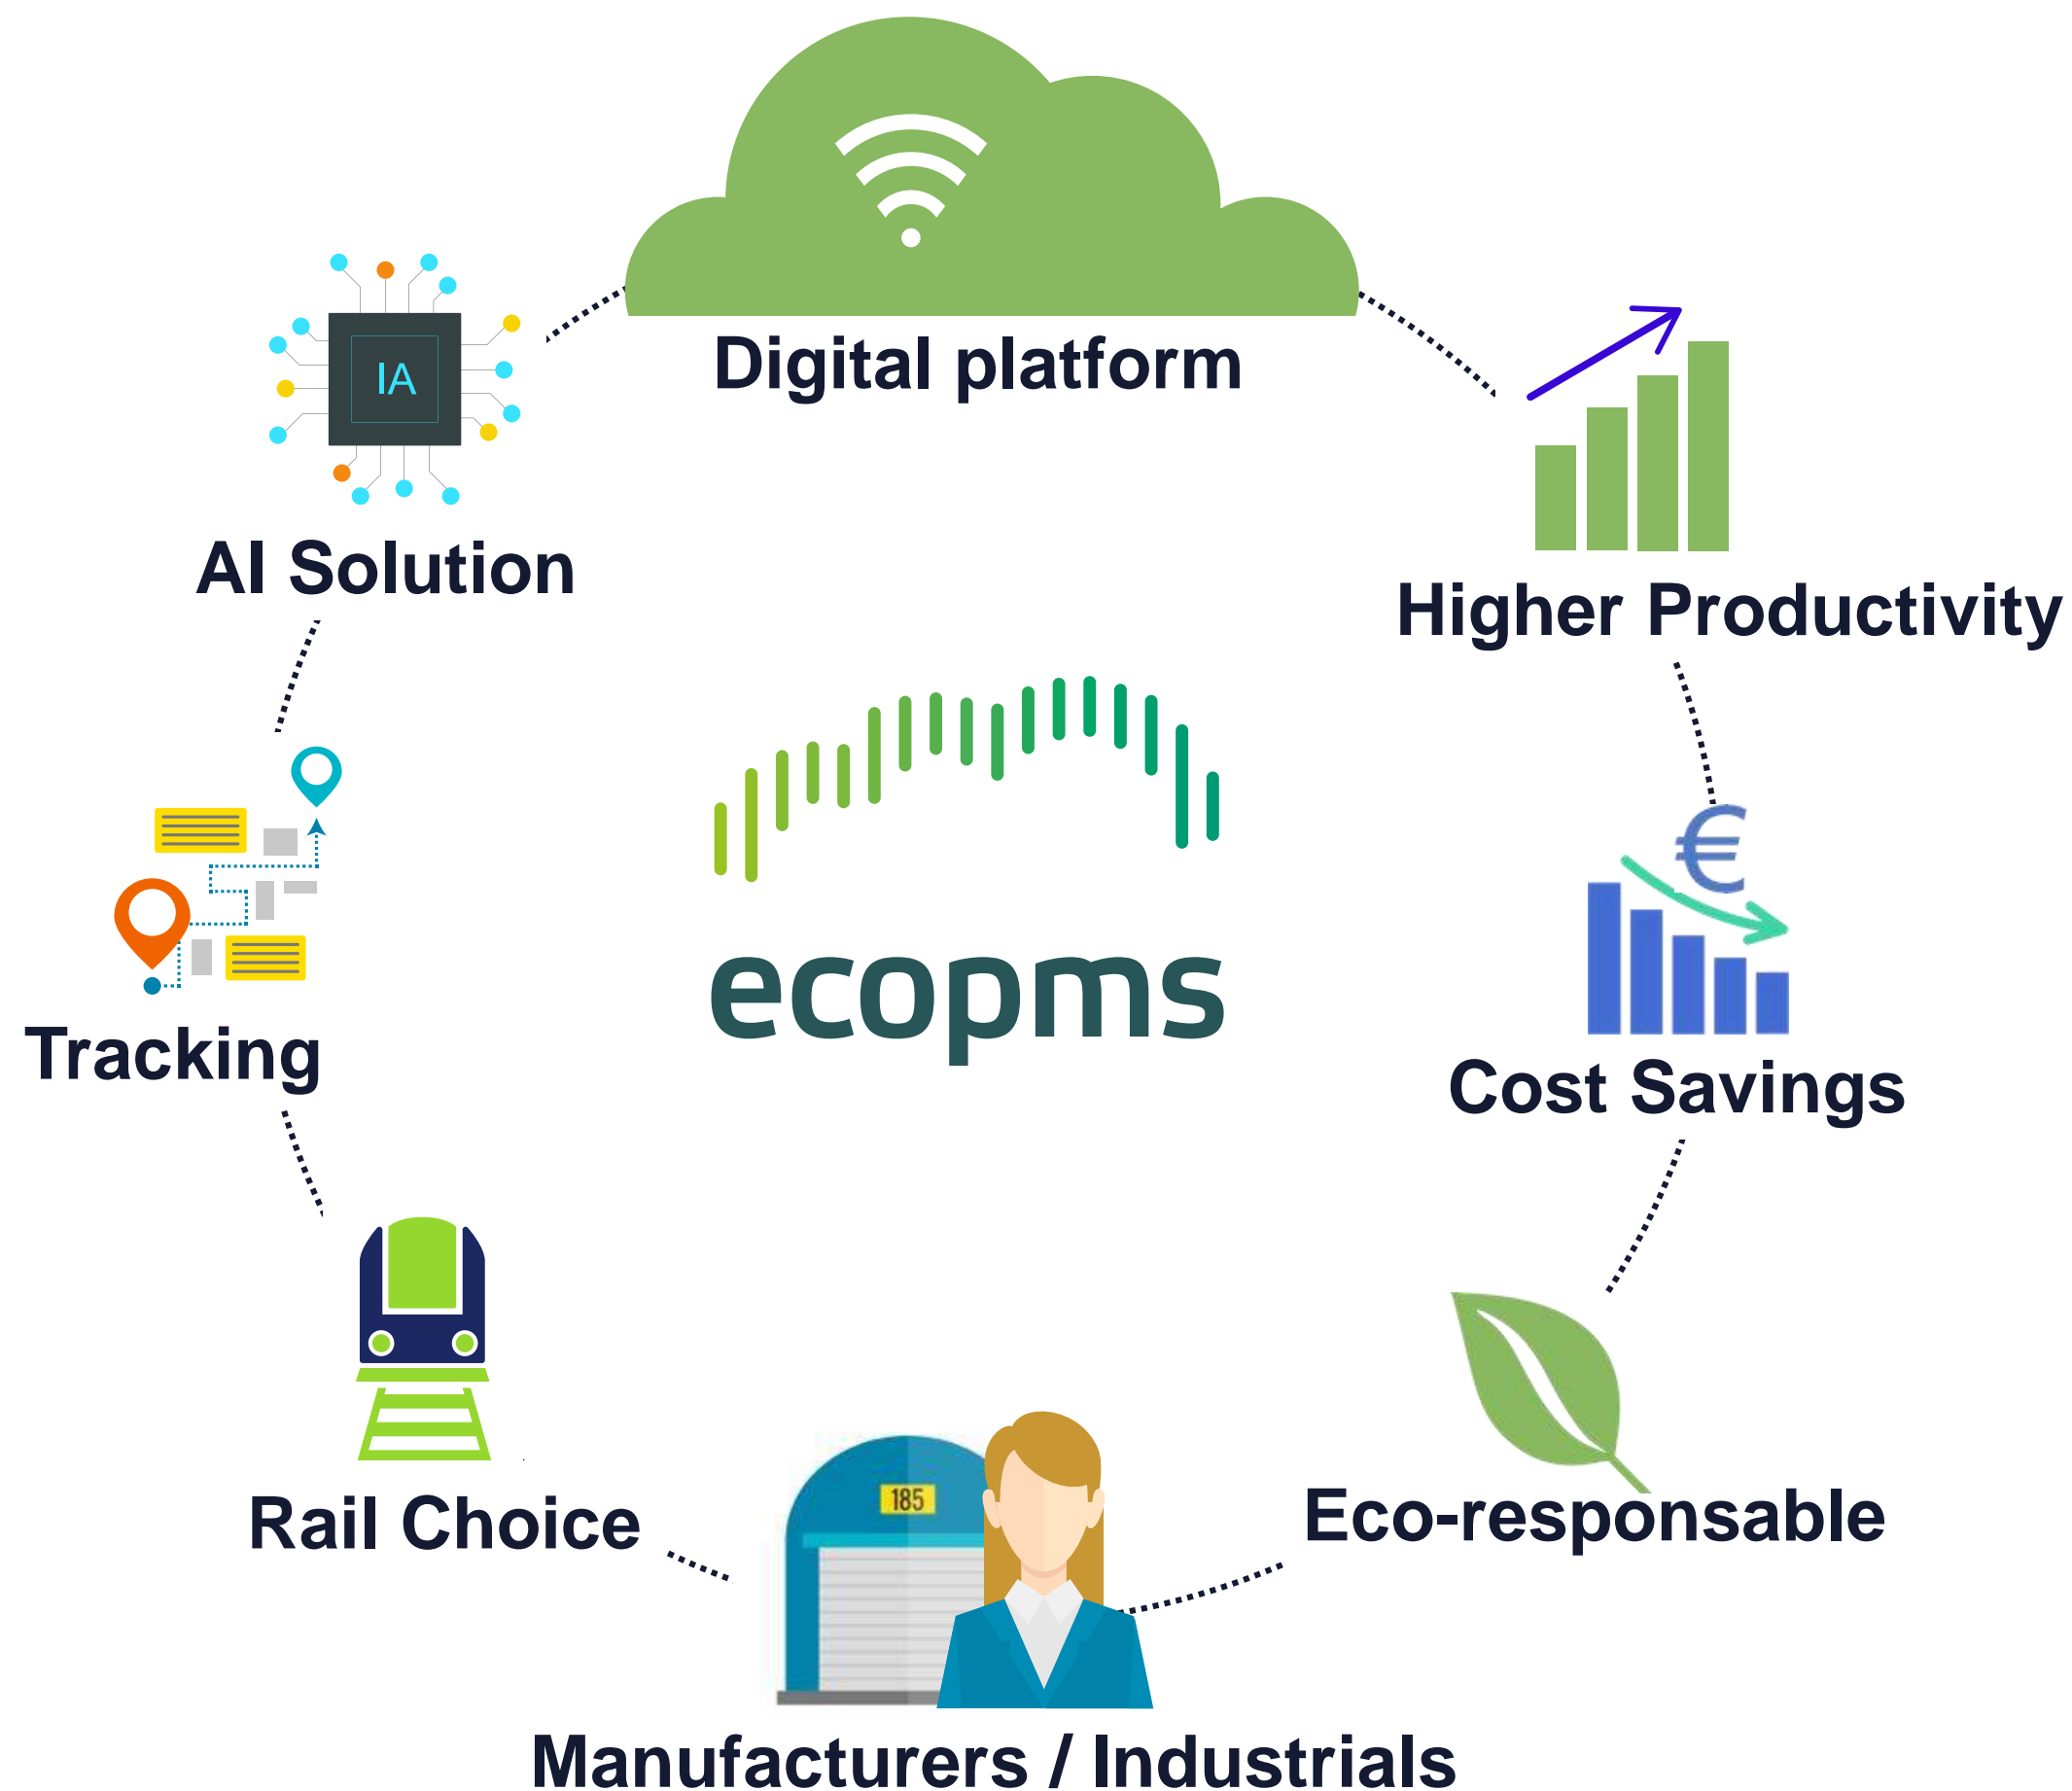 Digital platform
IA
AI Solution
Higher Productivity
€
ecopms
Tracking
Cost Savings
185
Rail Choice
Eco-responsable
Manufacturers / Industrials